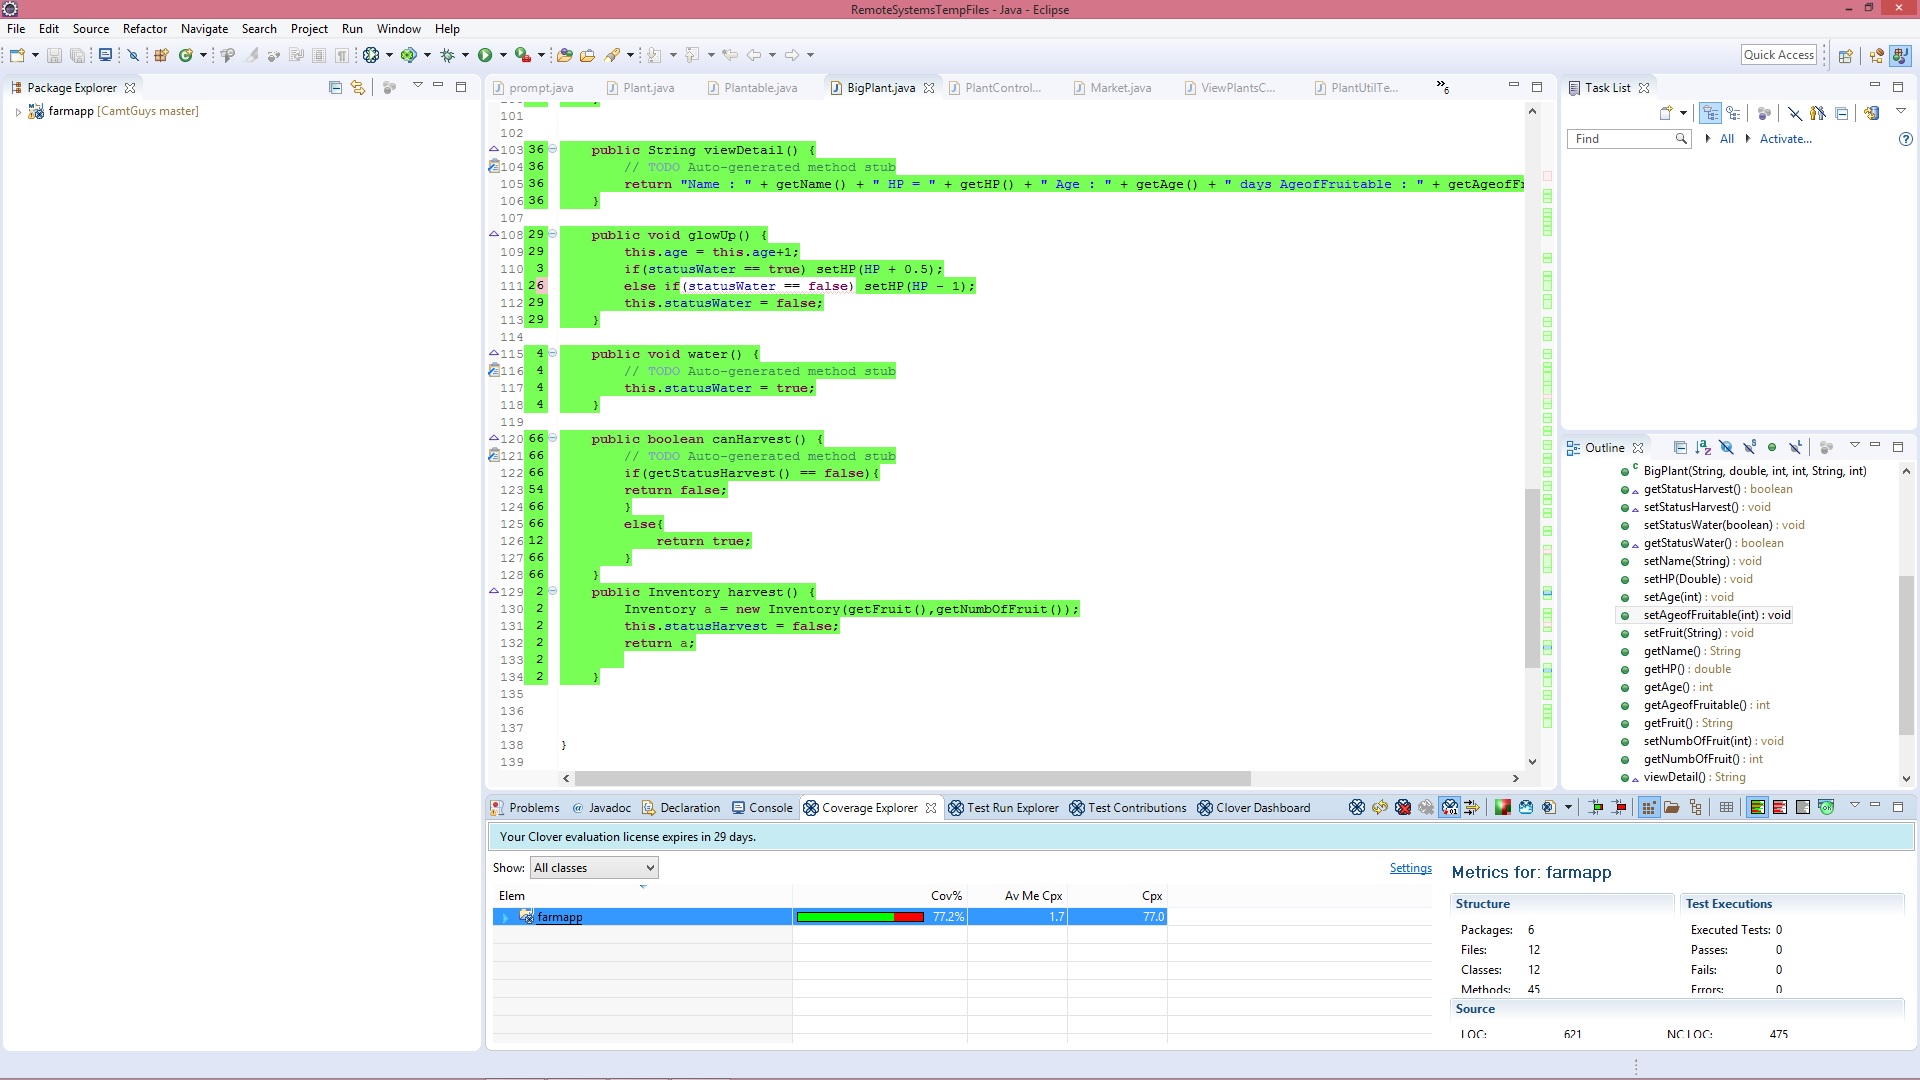 RemoteSystemsTempFiles - Java - Eclipse
File Edit Source Refactor Navigate Search Project Run Window Help
Quick Access
Package Explorer
farmapp [CamtGuys master]
prompt.java Plant.java Plantable.java BigPlant.java PlantControl... Market.java ViewPlantsC... PlantUtilTe... »6
101
102
103 36 public String viewDetail() {
104 36 // TODO Auto-generated method stub
105 36 return "Name : " + getName() + " HP = " + getHP() + " Age : " + getAge() + " days AgeofFruitable : " + getAgeofFr
106 36 }
107
108 29 public void glowUp() {
109 29 this.age = this.age+1;
110 3 if(statusWater == true) setHP(HP + 0.5);
111 26 else if(statusWater == false) setHP(HP - 1);
112 29 this.statusWater = false;
113 29 }
114
115 4 public void water() {
116 4 // TODO Auto-generated method stub
117 4 this.statusWater = true;
118 4 }
119
120 66 public boolean canHarvest() {
121 66 // TODO Auto-generated method stub
122 66 if(getStatusHarvest() == false){
123 54 return false;
124 66 }
125 66 else{
126 12 return true;
127 66 }
128 66 }
129 2 public Inventory harvest() {
130 2 Inventory a = new Inventory(getFruit(),getNumbOfFruit());
131 2 this.statusHarvest = false;
132 2 return a;
133 2
134 2 }
135
136
137
138 }
139
Task List
Find All Activate...
Outline
BigPlant(String, double, int, int, String, int)
getStatusHarvest() : boolean
setStatusHarvest() : void
setStatusWater(boolean) : void
getStatusWater() : boolean
setName(String) : void
setHP(Double) : void
setAge(int) : void
setAgeofFruitable(int) : void
setFruit(String) : void
getName() : String
getHP() : double
getAge() : int
getAgeofFruitable() : int
getFruit() : String
setNumbOfFruit(int) : void
getNumbOfFruit() : int
viewDetail() : String
Problems @ Javadoc Declaration Console Coverage Explorer Test Run Explorer Test Contributions Clover Dashboard
Your Clover evaluation license expires in 29 days.
Show: All classes Settings
Elem Cov% Av Me Cpx Cpx
farmapp 77.2% 1.7 77.0
Metrics for: farmapp
Structure
Packages: 6
Files: 12
Classes: 12
Methods: 45
Test Executions
Executed Tests: 0
Passes: 0
Fails: 0
Errors: 0
Source
LOC: 621 NC LOC: 475